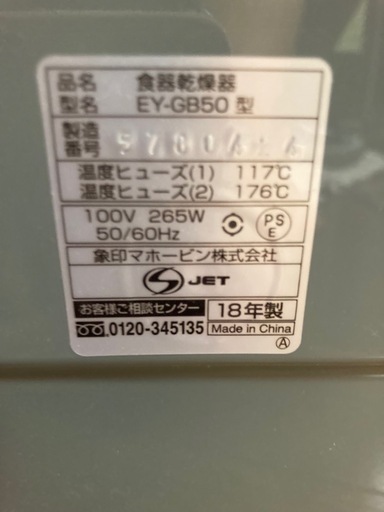 品名 食器乾燥器
型名 EY-GB50 型
製造番号
温度ヒューズ(1) 117℃
温度ヒューズ(2) 176℃
100V 265W
50/60Hz
PS
E
象印マホービン株式会社
S JET
お客様ご相談センター
0120-345135
18年製
Made in China
A